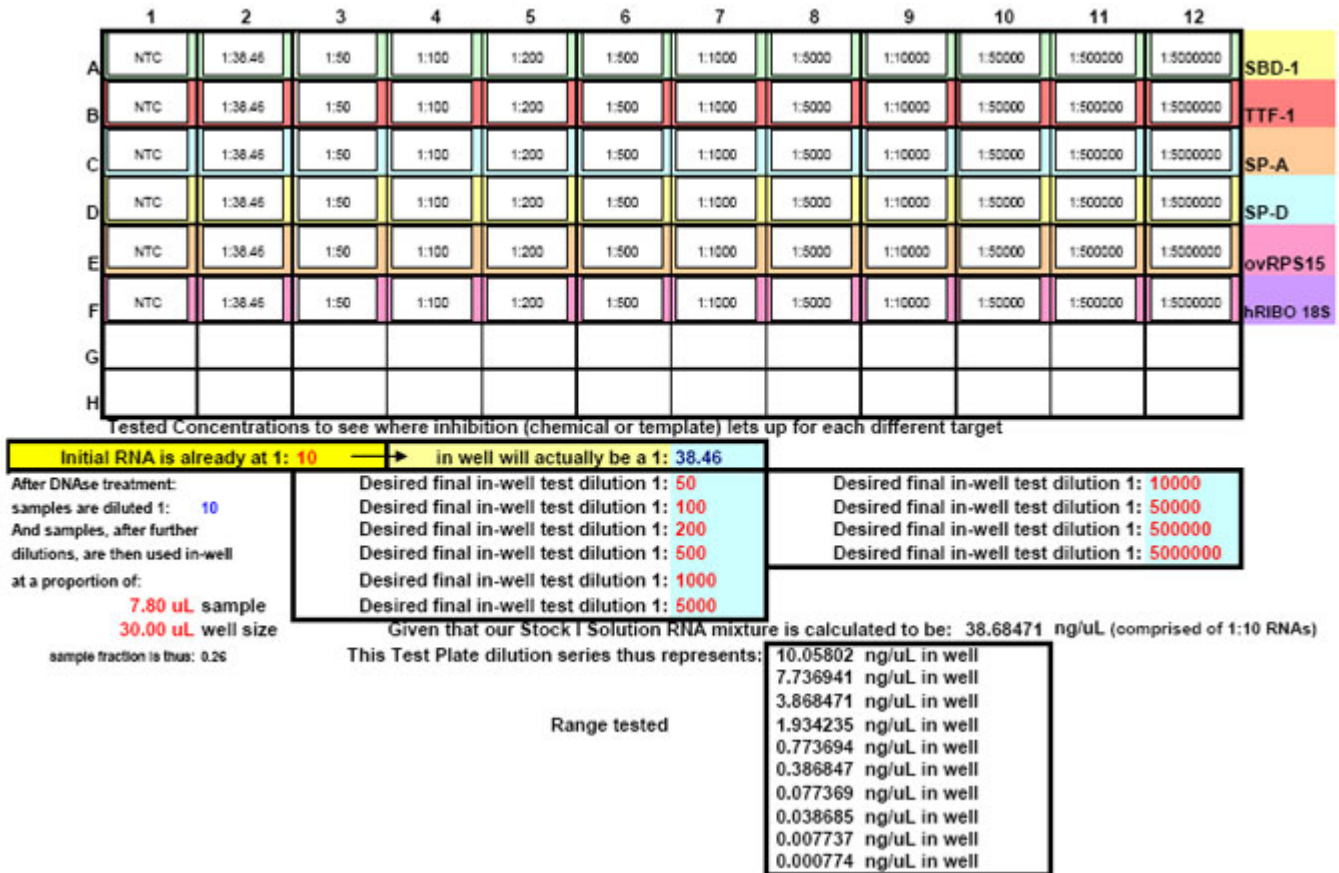 1 2 3 4 5 6 7 8 9 10 11 12
A NTC 1:38.46 1:50 1:100 1:200 1:500 1:1000 1:5000 1:10000 1:50000 1:500000 1:5000000 SBD-1
B NTC 1:38.46 1:50 1:100 1:200 1:500 1:1000 1:5000 1:10000 1:50000 1:500000 1:5000000 TTF-1
C NTC 1:38.46 1:50 1:100 1:200 1:500 1:1000 1:5000 1:10000 1:50000 1:500000 1:5000000 SP-A
D NTC 1:38.46 1:50 1:100 1:200 1:500 1:1000 1:5000 1:10000 1:50000 1:500000 1:5000000 SP-D
E NTC 1:38.46 1:50 1:100 1:200 1:500 1:1000 1:5000 1:10000 1:50000 1:500000 1:5000000 ovRPS15
F NTC 1:38.46 1:50 1:100 1:200 1:500 1:1000 1:5000 1:10000 1:50000 1:500000 1:5000000 hRIBO 18S
G
H
Tested Concentrations to see where inhibition (chemical or template) lets up for each different target
Initial RNA is already at 1: 10 → in well will actually be a 1: 38.46
After DNAse treatment: Desired final in-well test dilution 1: 50 Desired final in-well test dilution 1: 10000
samples are diluted 1: 10 Desired final in-well test dilution 1: 100 Desired final in-well test dilution 1: 50000
And samples, after further Desired final in-well test dilution 1: 200 Desired final in-well test dilution 1: 500000
dilutions, are then used in-well Desired final in-well test dilution 1: 500 Desired final in-well test dilution 1: 5000000
at a proportion of: Desired final in-well test dilution 1: 1000
7.80 uL sample Desired final in-well test dilution 1: 5000
30.00 uL well size Given that our Stock I Solution RNA mixture is calculated to be: 38.68471 ng/uL (comprised of 1:10 RNAs)
sample fraction is thus: 0.26 This Test Plate dilution series thus represents: 10.05802 ng/uL in well
7.736941 ng/uL in well
3.868471 ng/uL in well
Range tested 1.934235 ng/uL in well
0.773694 ng/uL in well
0.386847 ng/uL in well
0.077369 ng/uL in well
0.038685 ng/uL in well
0.007737 ng/uL in well
0.000774 ng/uL in well